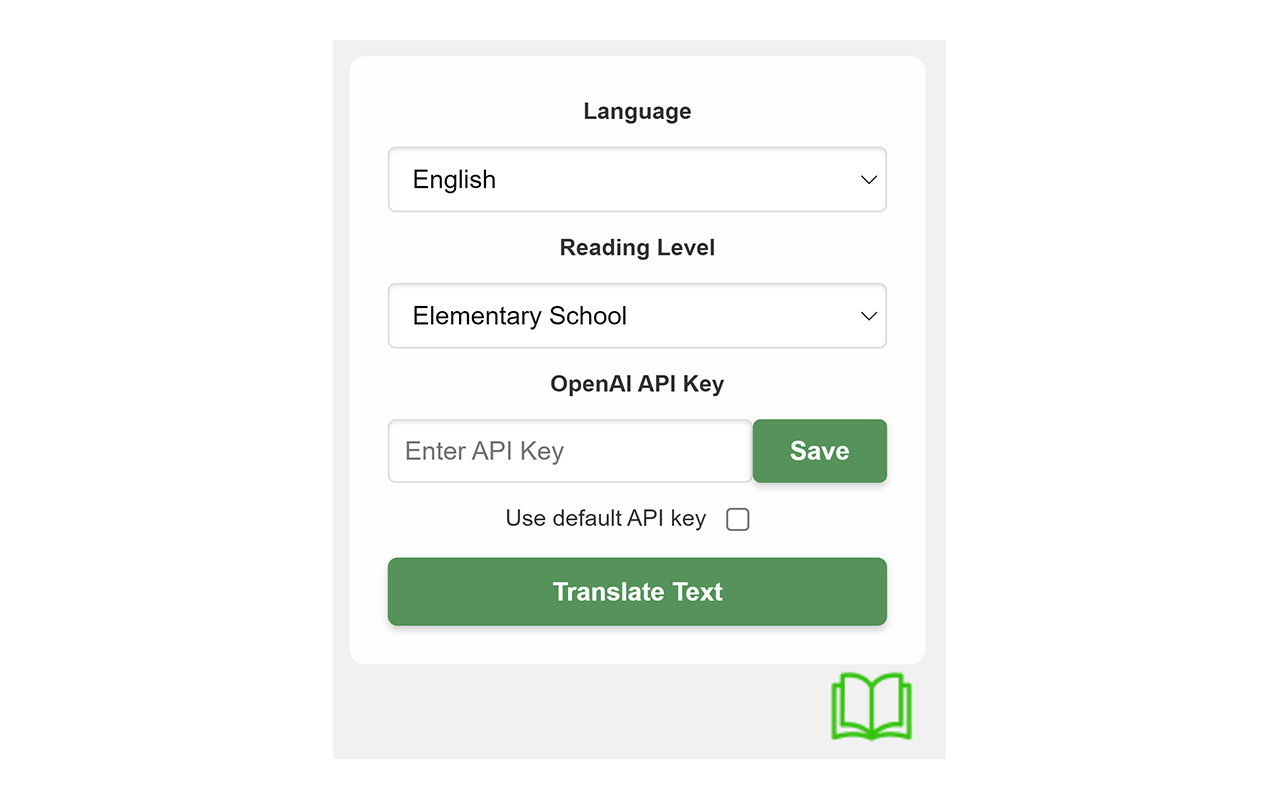 Language
English
Reading Level
Elementary School
OpenAI API Key
Enter API Key
Save
Use default API key
Translate Text